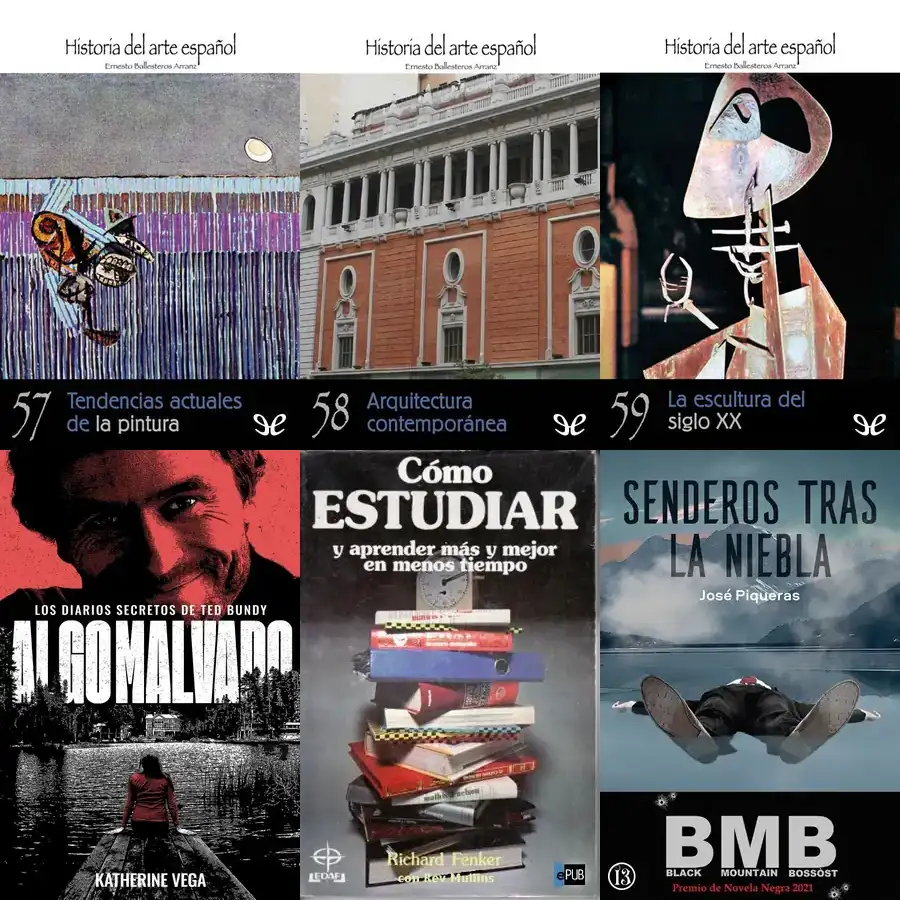 Historia del arte español
Ernesto Ballesteros Arranz
57
Tendencias actuales
de la pintura
Historia del arte español
Ernesto Ballesteros Arranz
58
Arquitectura
contemporánea
Historia del arte español
Ernesto Ballesteros Arranz
59
La escultura del
siglo XX
LOS DIARIOS SECRETOS DE TED BUNDY
ALGO MALVADO
KATHERINE VEGA
Cómo
ESTUDIAR
y aprender más y mejor
en menos tiempo
Richard Fenker
con Rev Mullins
EDAF
ePUB
SENDEROS TRAS
LA NIEBLA
José Piqueras
13
BMB
BLACK MOUNTAIN BOSSÒST
Premio de Novela Negra 2021